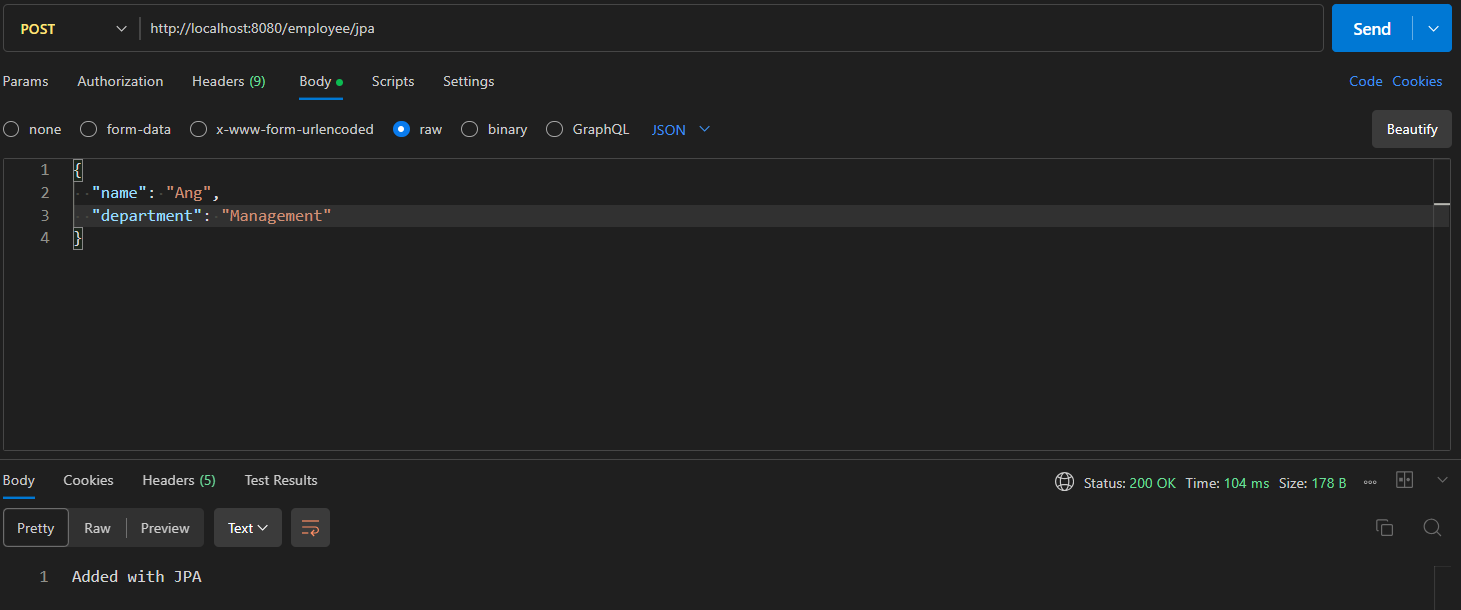 POST http://localhost:8080/employee/jpa Send
Params Authorization Headers (9) Body Scripts Settings Code Cookies
none form-data x-www-form-urlencoded raw binary GraphQL JSON Beautify
1 {
2 "name": "Ang",
3 "department": "Management"
4 }
Body Cookies Headers (5) Test Results Status: 200 OK Time: 104 ms Size: 178 B
Pretty Raw Preview Text
1 Added with JPA